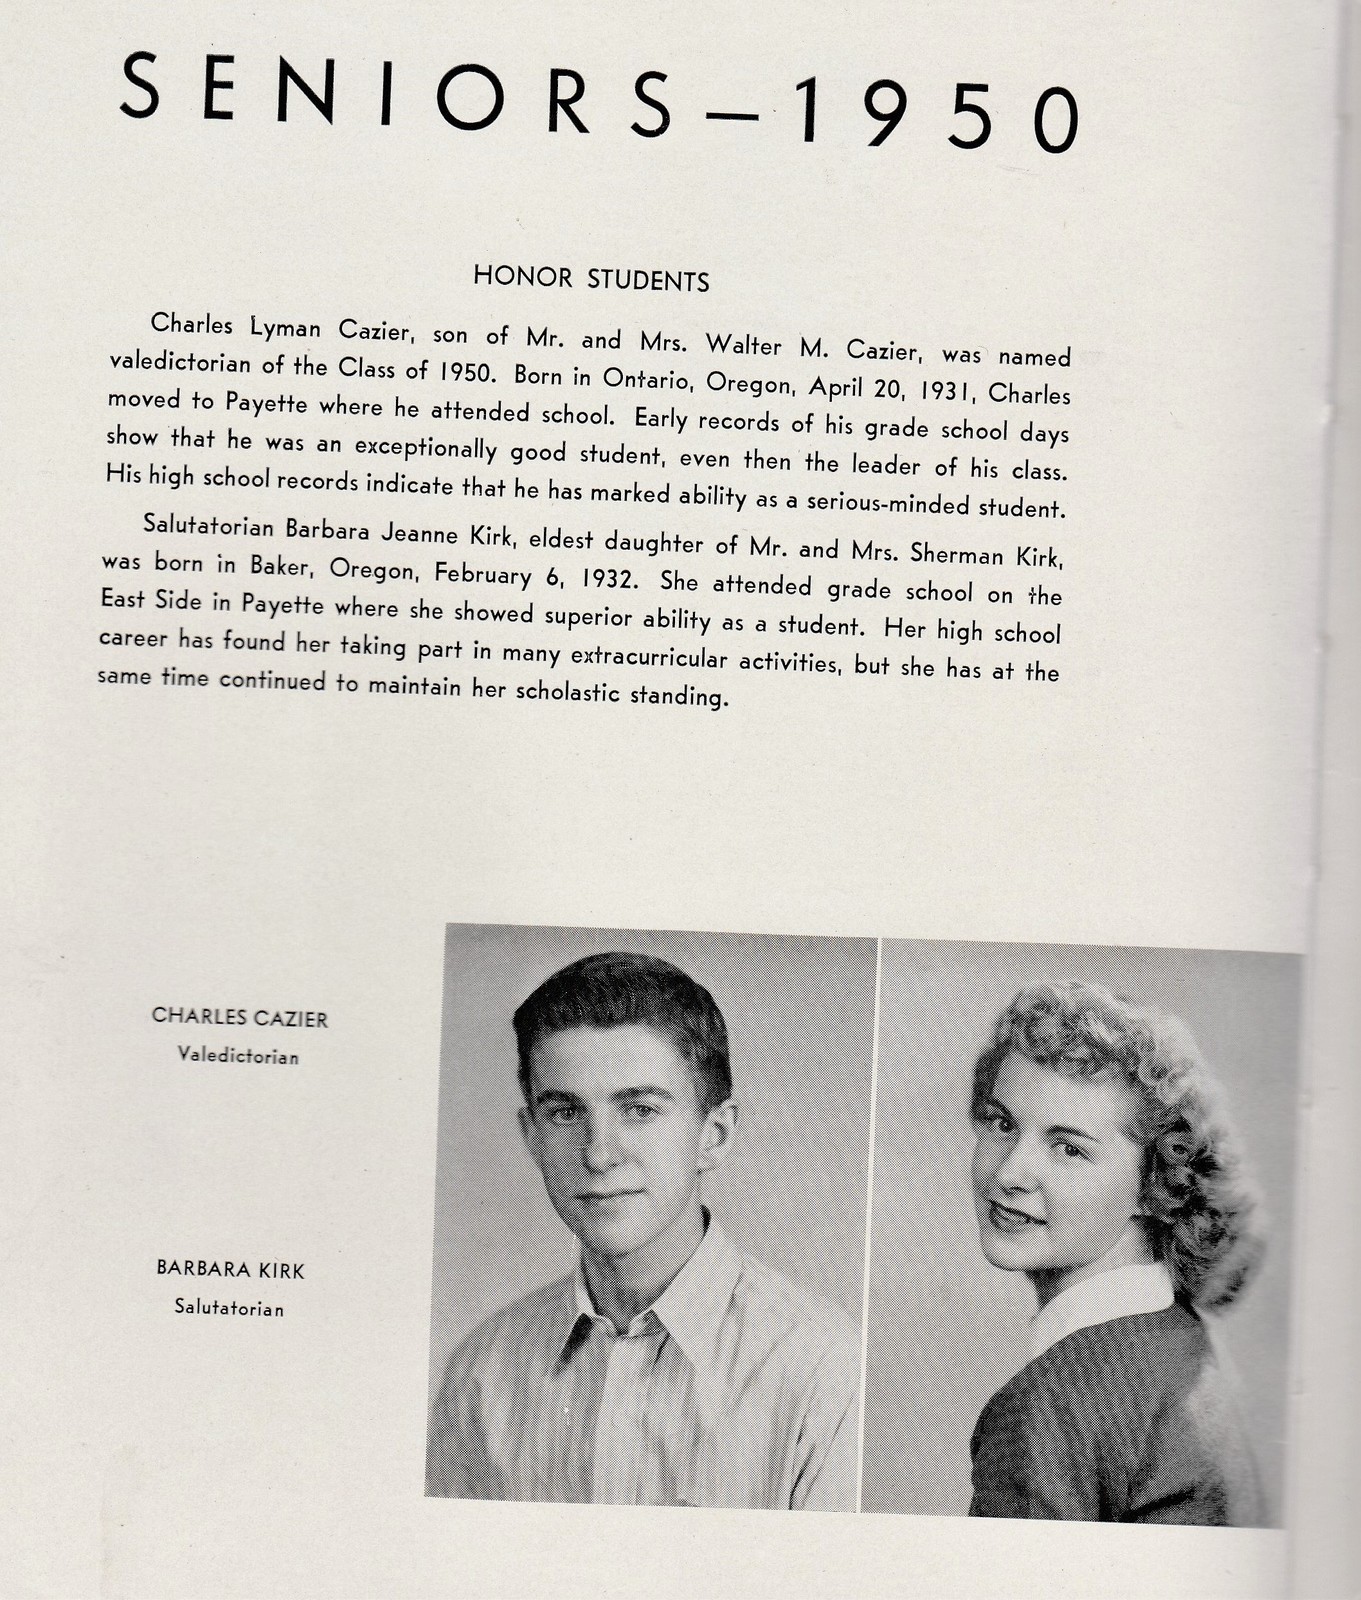 SENIORS—1950
HONOR STUDENTS
Charles Lyman Cazier, son of Mr. and Mrs. Walter M. Cazier, was named
valedictorian of the Class of 1950. Born in Ontario, Oregon, April 20, 1931, Charles
moved to Payette where he attended school. Early records of his grade school days
show that he was an exceptionally good student, even then the leader of his class.
His high school records indicate that he has marked ability as a serious-minded student.
Salutatorian Barbara Jeanne Kirk, eldest daughter of Mr. and Mrs. Sherman Kirk,
was born in Baker, Oregon, February 6, 1932. She attended grade school on the
East Side in Payette where she showed superior ability as a student. Her high school
career has found her taking part in many extracurricular activities, but she has at the
same time continued to maintain her scholastic standing.
CHARLES CAZIER
Valedictorian
BARBARA KIRK
Salutatorian